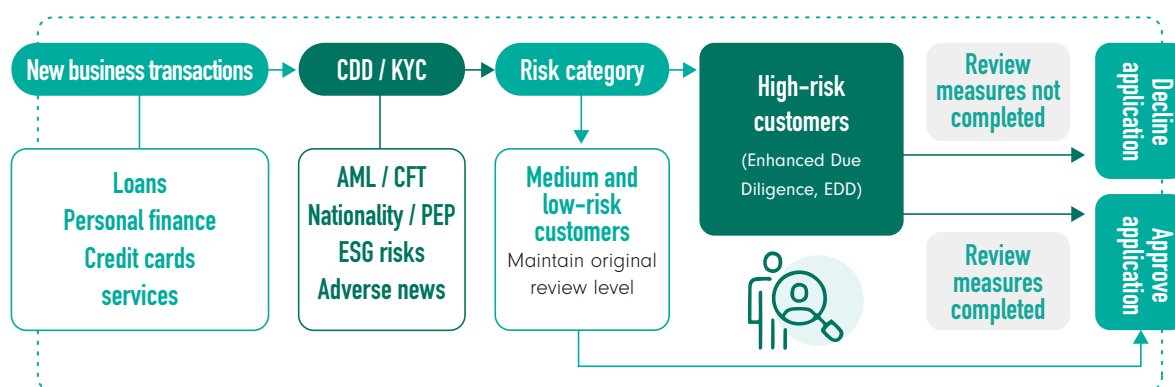 New business transactions
Loans
Personal finance
Credit cards
services
CDD / KYC
AML / CFT
Nationality / PEP
ESG risks
Adverse news
Risk category
Medium and
low-risk
customers
Maintain original
review level
High-risk
customers
(Enhanced Due
Diligence, EDD)
Review
measures not
completed
Decline
application
Review
measures
completed
Approve
application